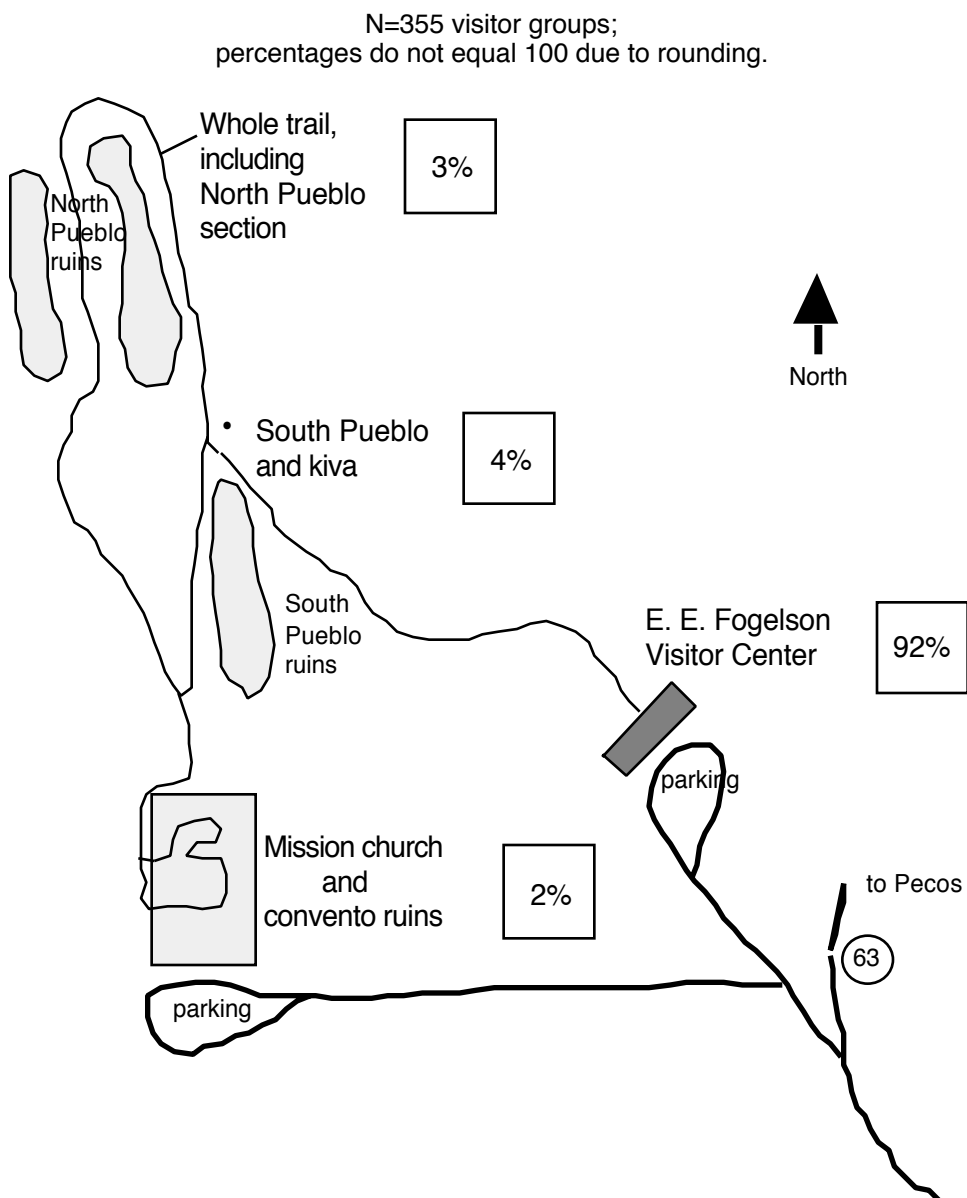 N=355 visitor groups;
percentages do not equal 100 due to rounding.
Whole trail,
including
North Pueblo
section
3%
North
Pueblo
ruins
North
South Pueblo
and kiva
4%
South
Pueblo
ruins
E. E. Fogelson
Visitor Center
92%
parking
Mission church
and
convento ruins
2%
to Pecos
63
parking